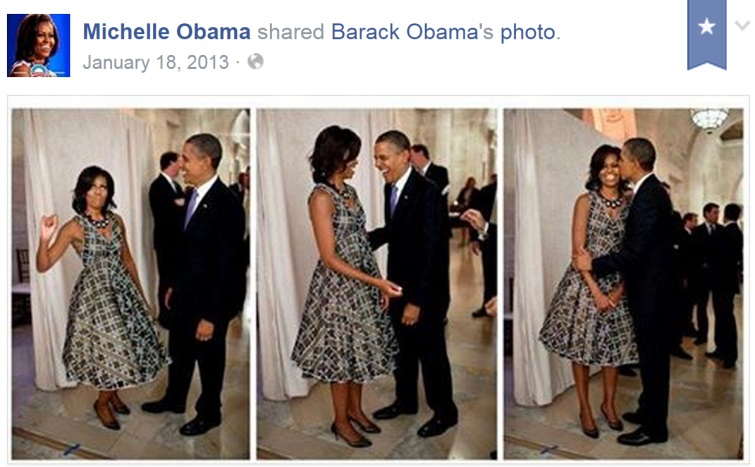 Michelle Obama shared Barack Obama's photo.
January 18, 2013 ·